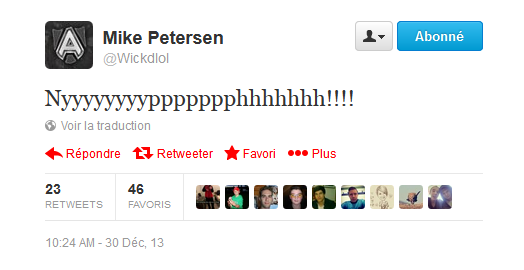 Mike Petersen
@Wickdlol
Abonné
Nyyyyyyyyppppppphhhhhhh!!!!
Voir la traduction
Répondre Retweeter Favori Plus
23 46
RETWEETS FAVORIS
10:24 AM - 30 Déc, 13